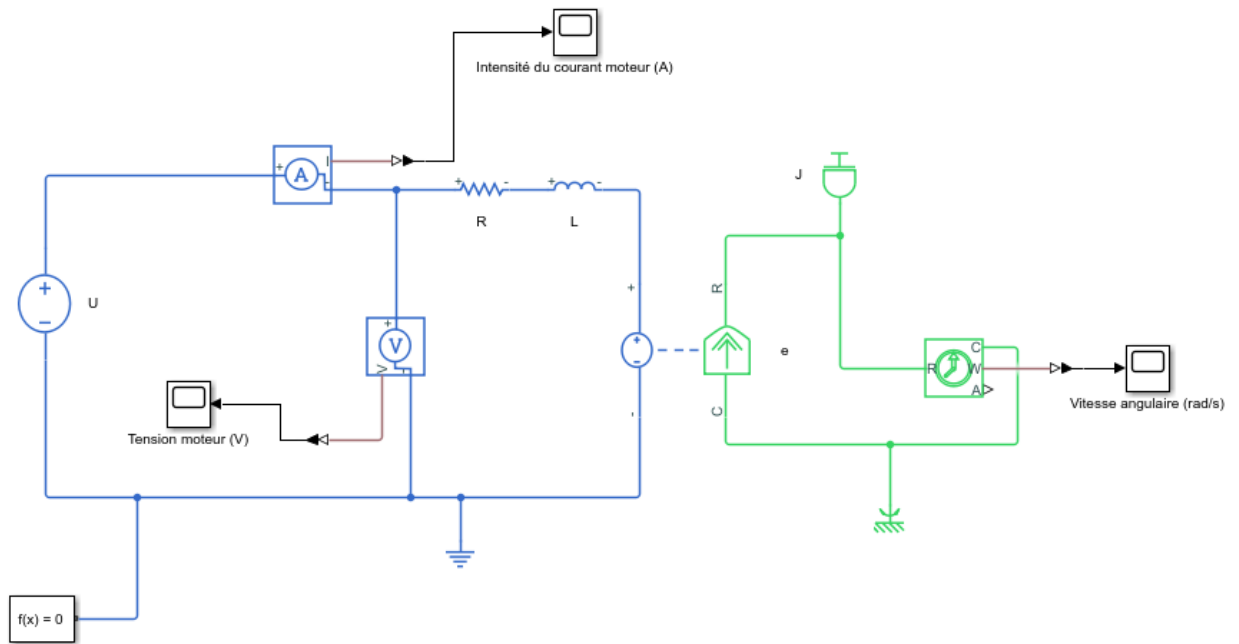 Intensité du courant moteur (A)
+ A I -
+ - + -
R L
J
+ − U
R
+
+ V V -
+ -
e
C
R W
A
Vitesse angulaire (rad/s)
Tension moteur (V)
-
C
f(x) = 0